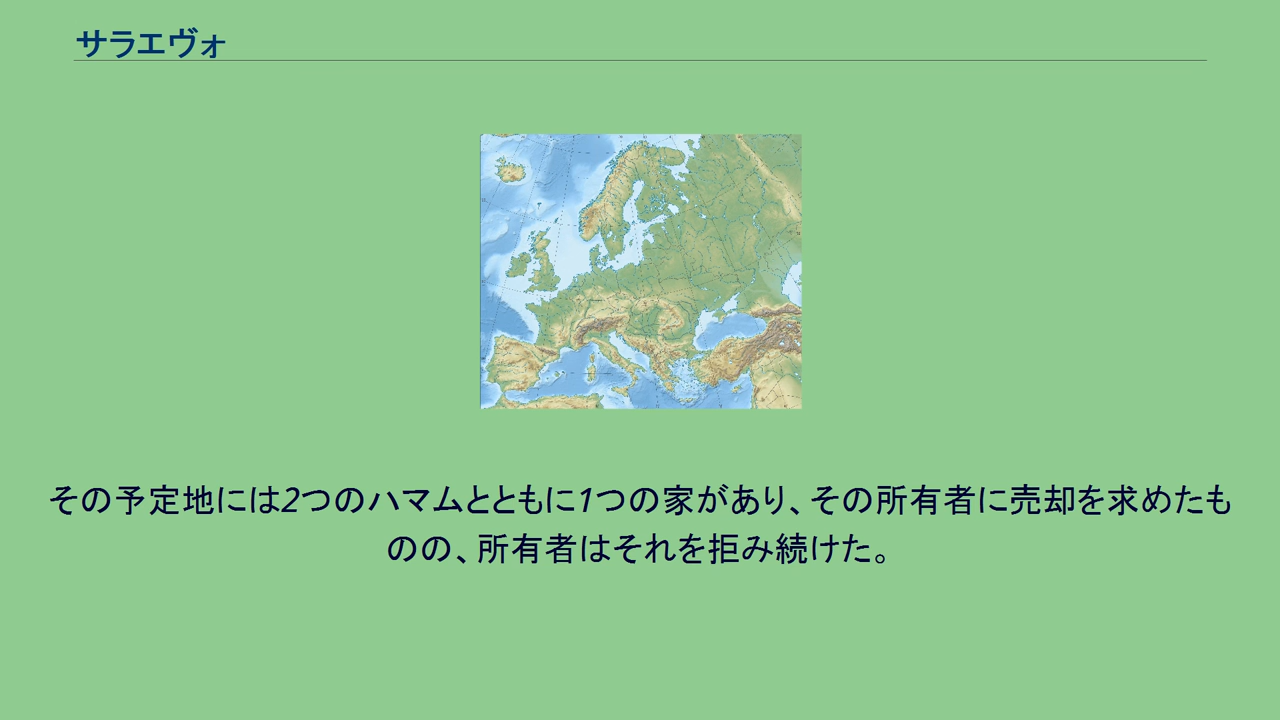 サラエヴォ
その予定地には2つのハマムとともに1つの家があり、その所有者に売却を求めたも
のの、所有者はそれを拒み続けた。